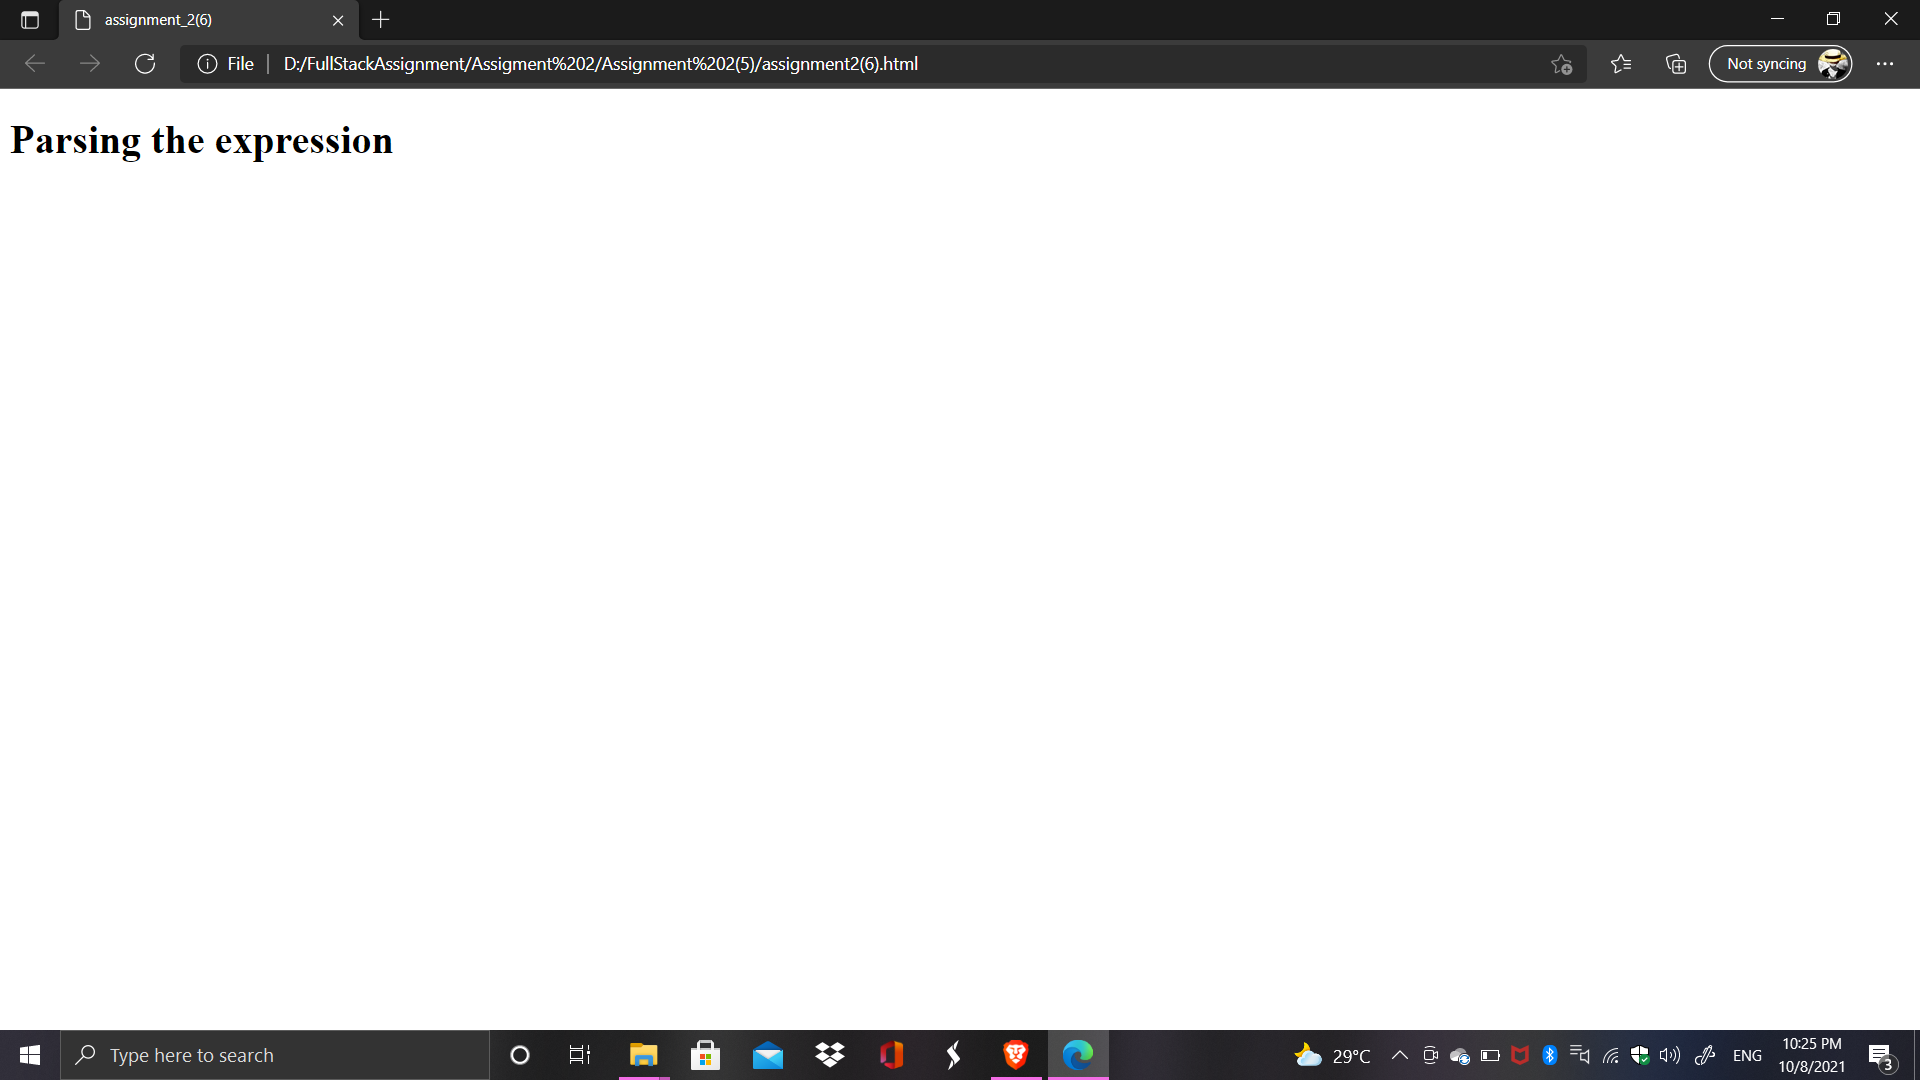 assignment_2(6)
File
D:/FullStackAssignment/Assigment%202/Assignment%202(5)/assignment2(6).html
Not syncing
Parsing the expression
Type here to search
29°C
ENG
10:25 PM
10/8/2021
3